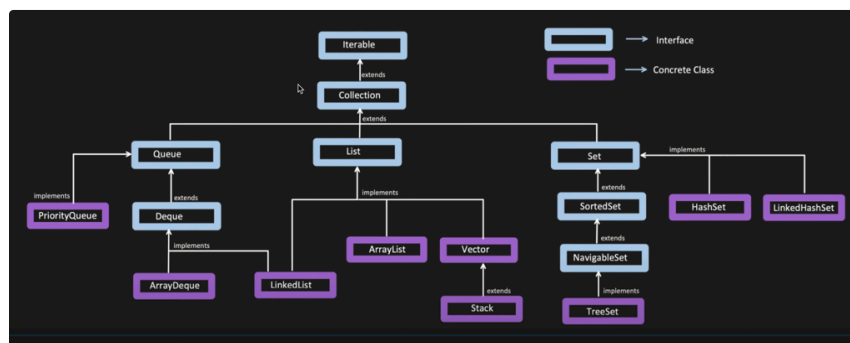 Iterable
Interface
extends
Concrete Class
Collection
extends
Queue
List
Set
implements
implements
extends
implements
extends
PriorityQueue
Deque
SortedSet
HashSet
LinkedHashSet
implements
ArrayList
Vector
extends
NavigableSet
ArrayDeque
LinkedList
extends
implements
Stack
TreeSet